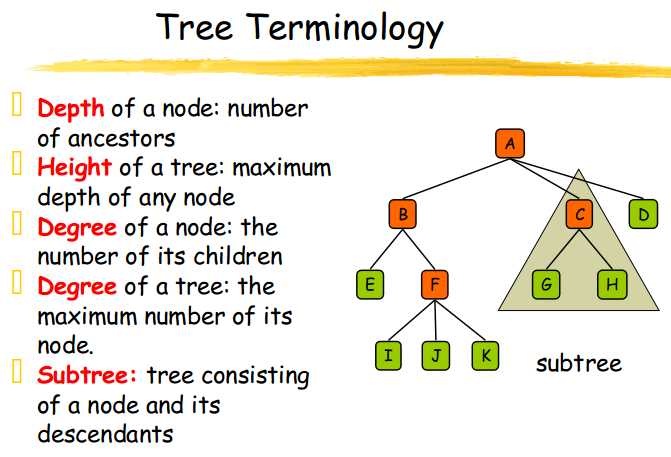 Tree Terminology
Depth of a node: number
of ancestors
Height of a tree: maximum
depth of any node
Degree of a node: the
number of its children
Degree of a tree: the
maximum number of its
node.
Subtree: tree consisting
of a node and its
descendants
A
B
C
D
E
F
G
H
I
J
K
subtree